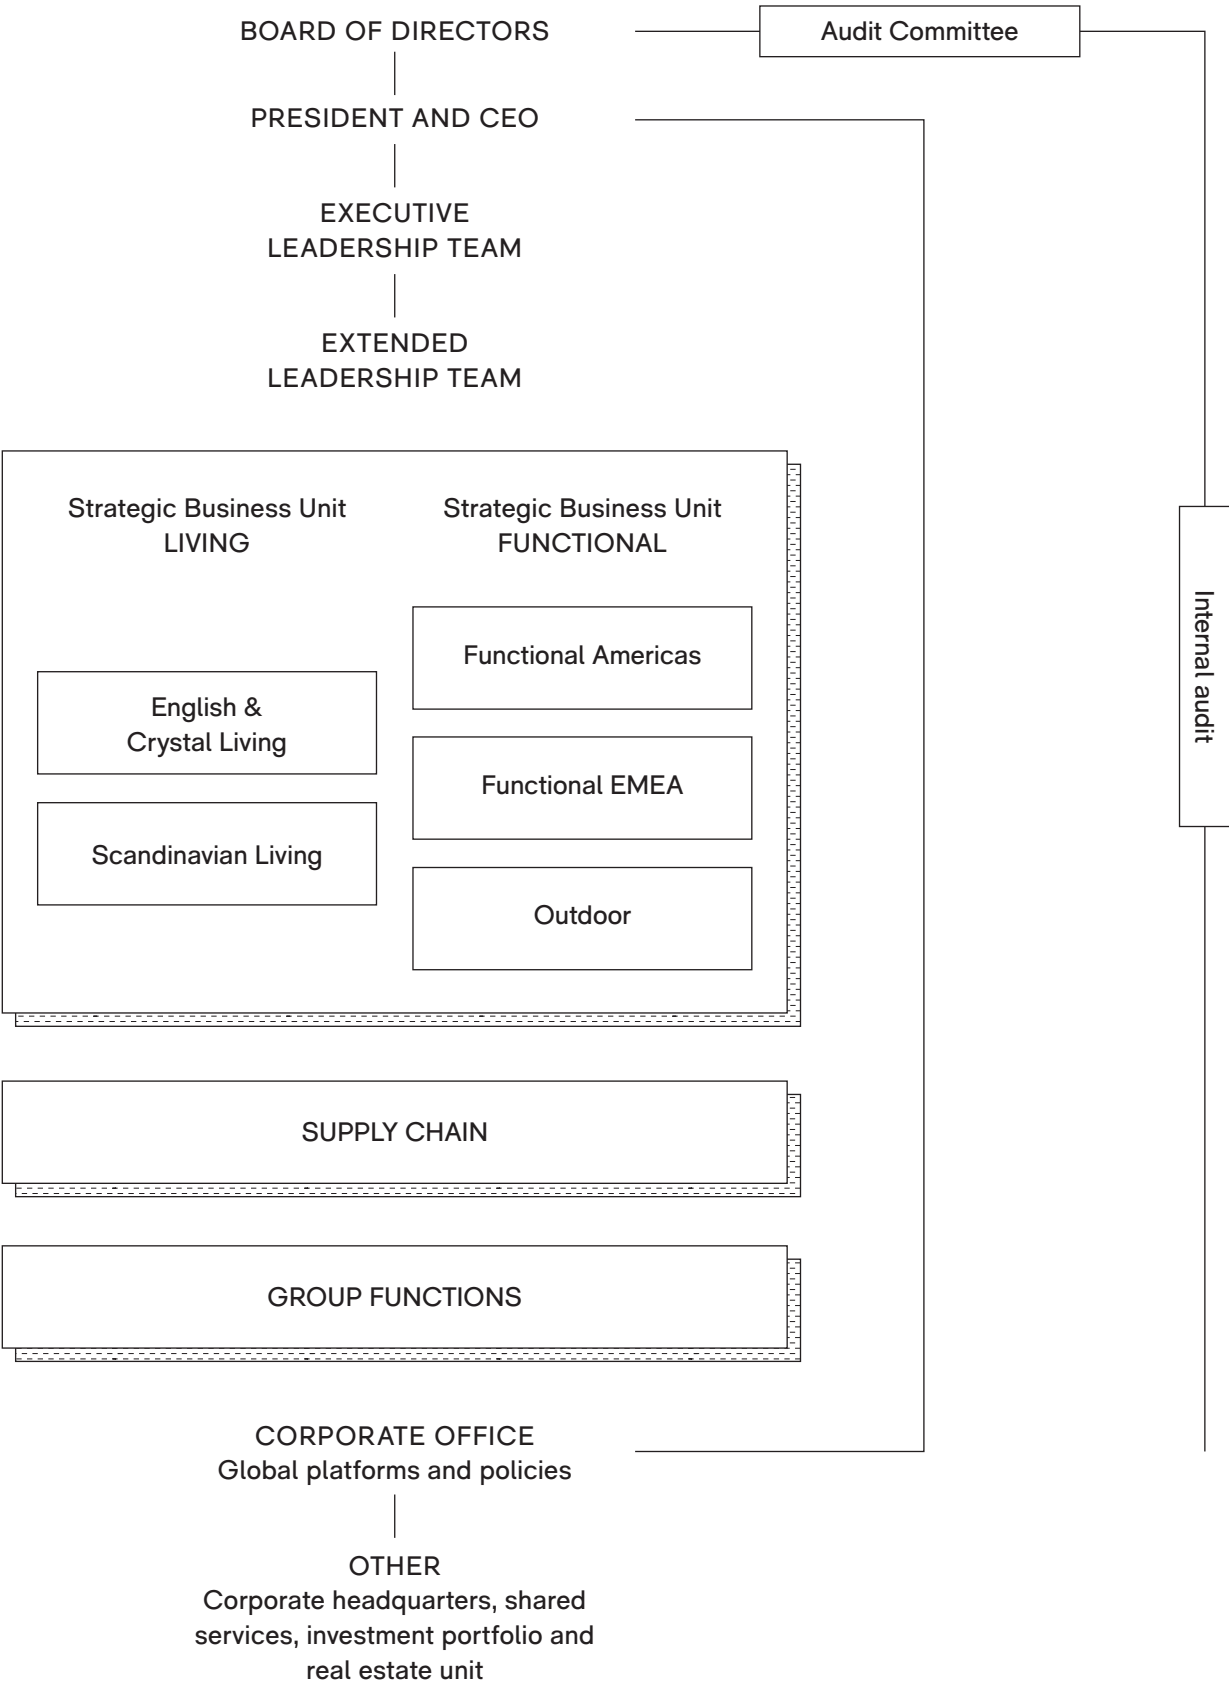 BOARD OF DIRECTORS
Audit Committee
PRESIDENT AND CEO
EXECUTIVE
LEADERSHIP TEAM
EXTENDED
LEADERSHIP TEAM
Strategic Business Unit
LIVING
English &
Crystal Living
Scandinavian Living
Strategic Business Unit
FUNCTIONAL
Functional Americas
Functional EMEA
Outdoor
Internal audit
SUPPLY CHAIN
GROUP FUNCTIONS
CORPORATE OFFICE
Global platforms and policies
OTHER
Corporate headquarters, shared
services, investment portfolio and
real estate unit